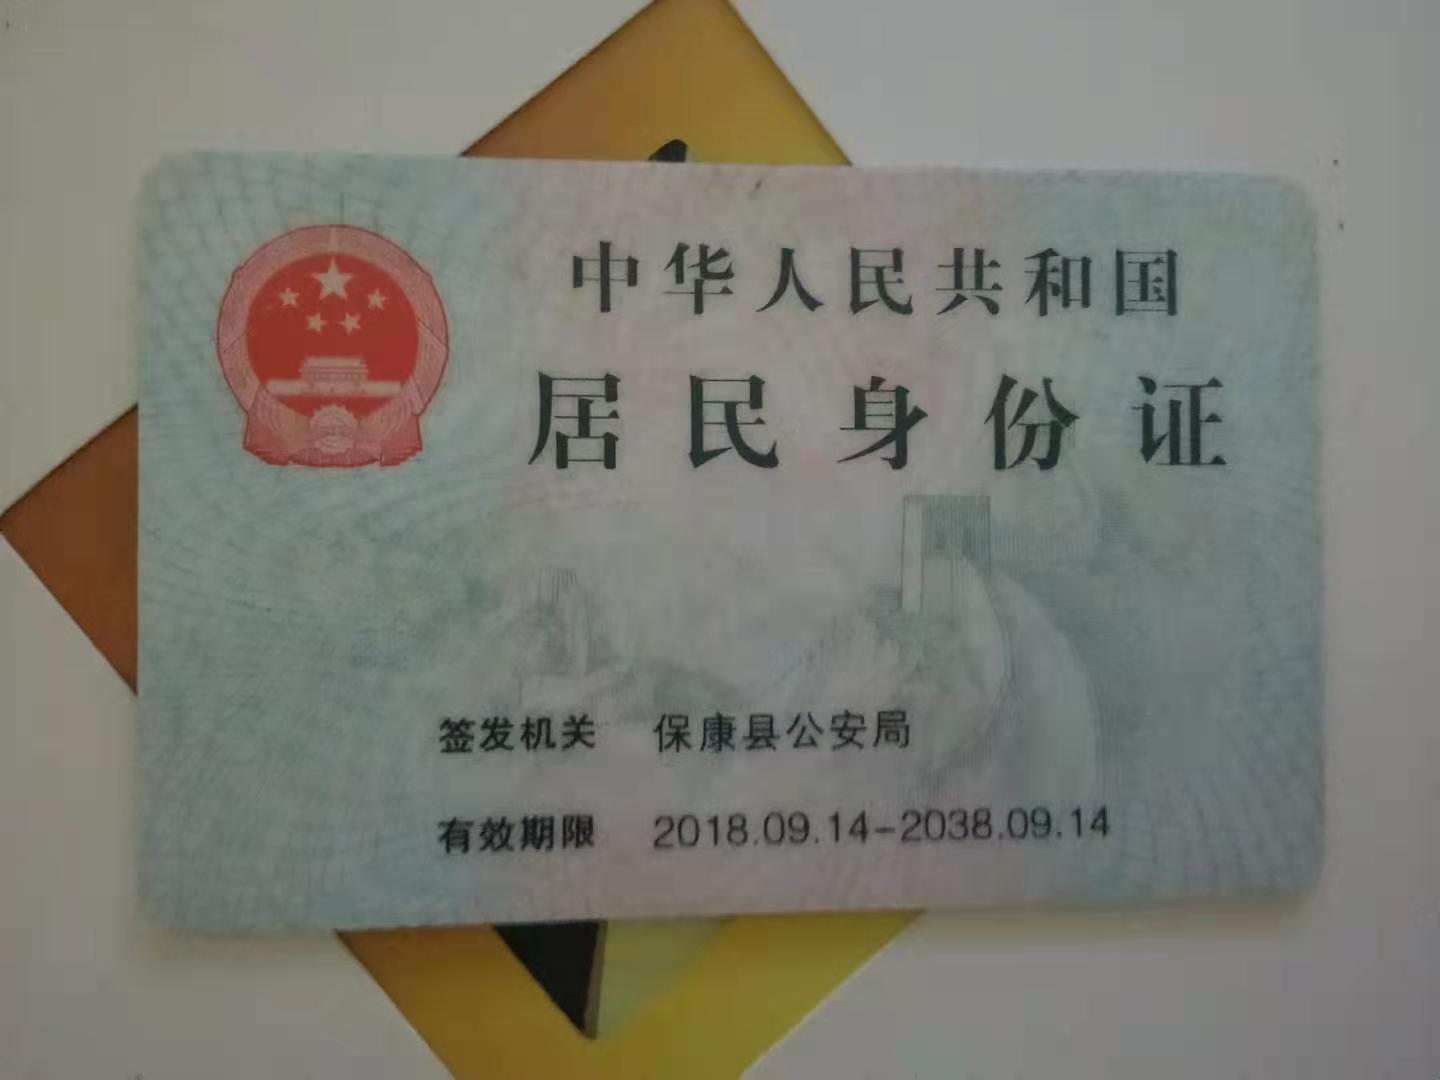 中华人民共和国
居民身份证
签发机关 保康县公安局
有效期限 2018.09.14-2038.09.14